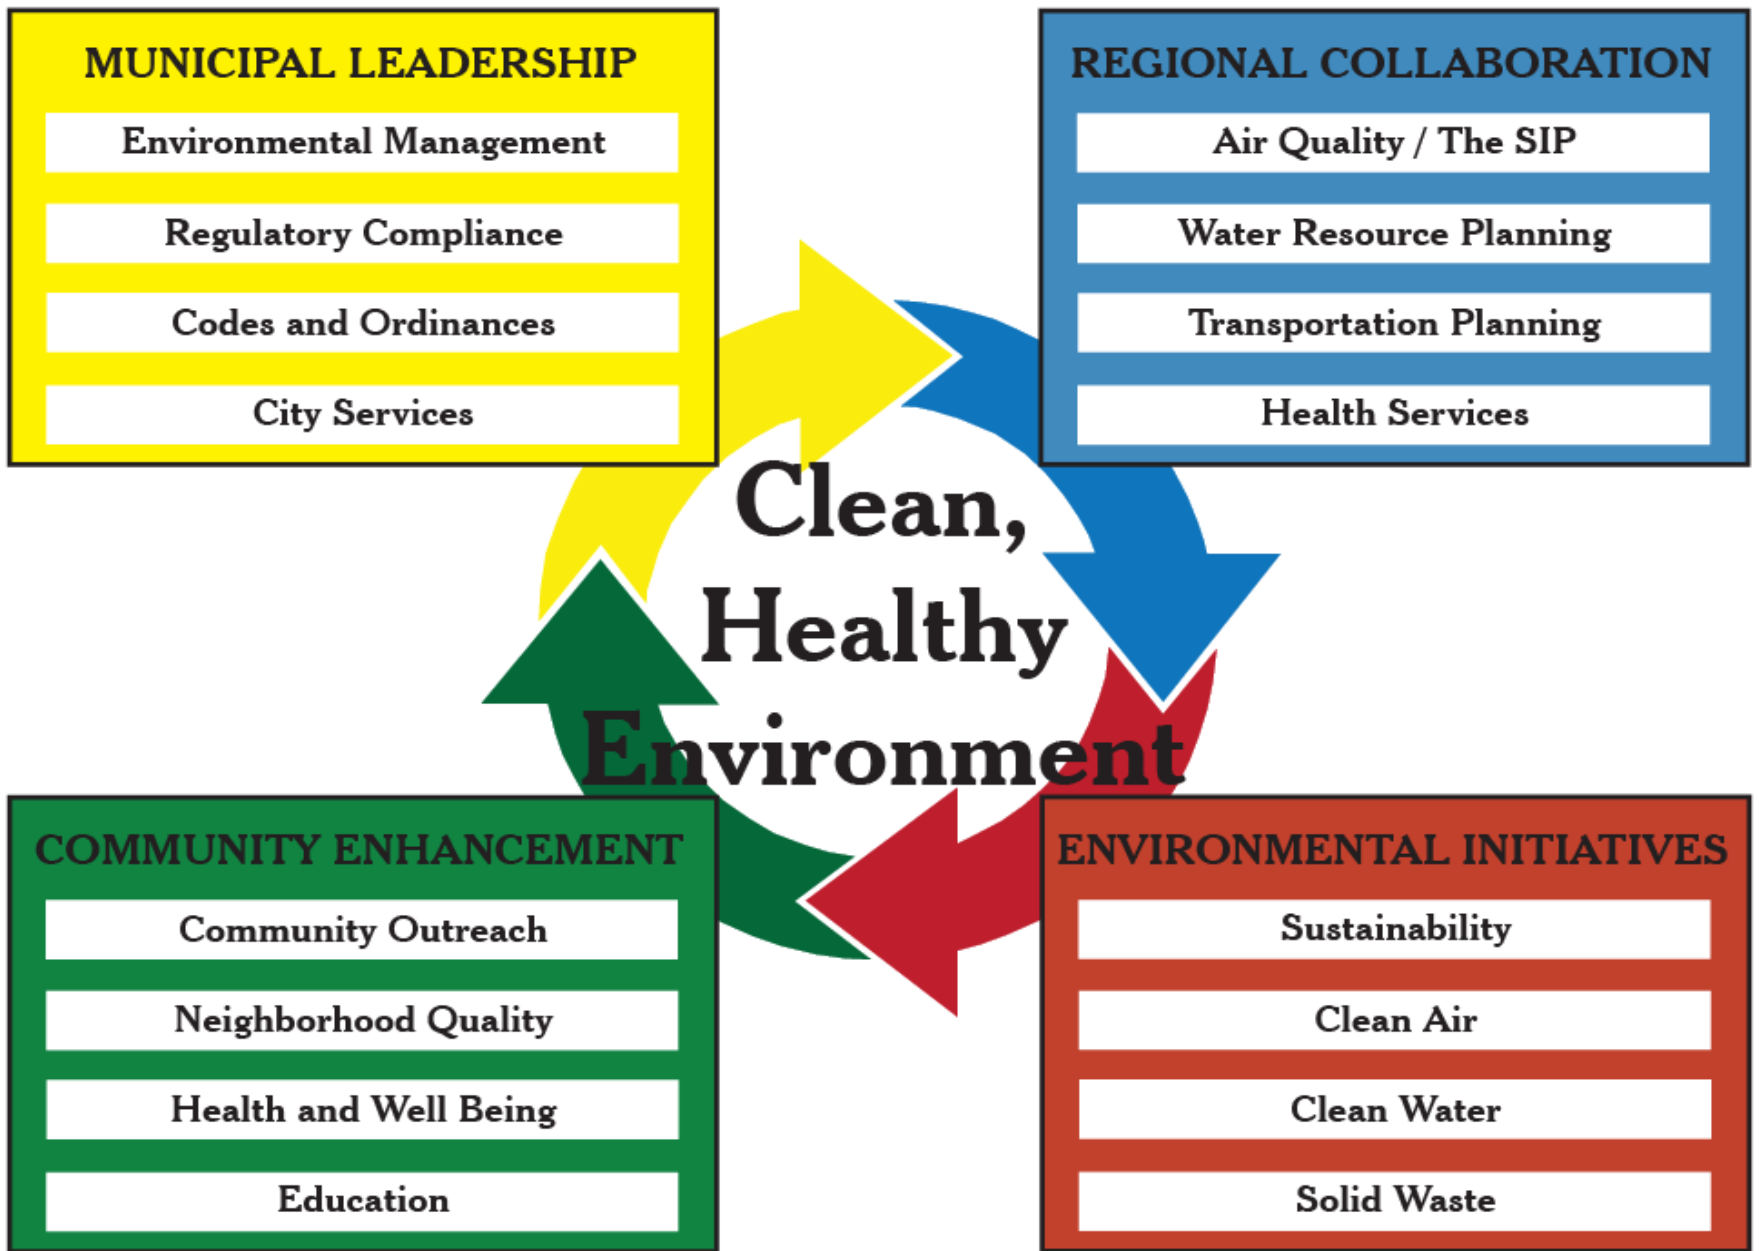 MUNICIPAL LEADERSHIP
Environmental Management
Regulatory Compliance
Codes and Ordinances
City Services
REGIONAL COLLABORATION
Air Quality / The SIP
Water Resource Planning
Transportation Planning
Health Services
Clean,
Healthy
Environment
COMMUNITY ENHANCEMENT
Community Outreach
Neighborhood Quality
Health and Well Being
Education
ENVIRONMENTAL INITIATIVES
Sustainability
Clean Air
Clean Water
Solid Waste